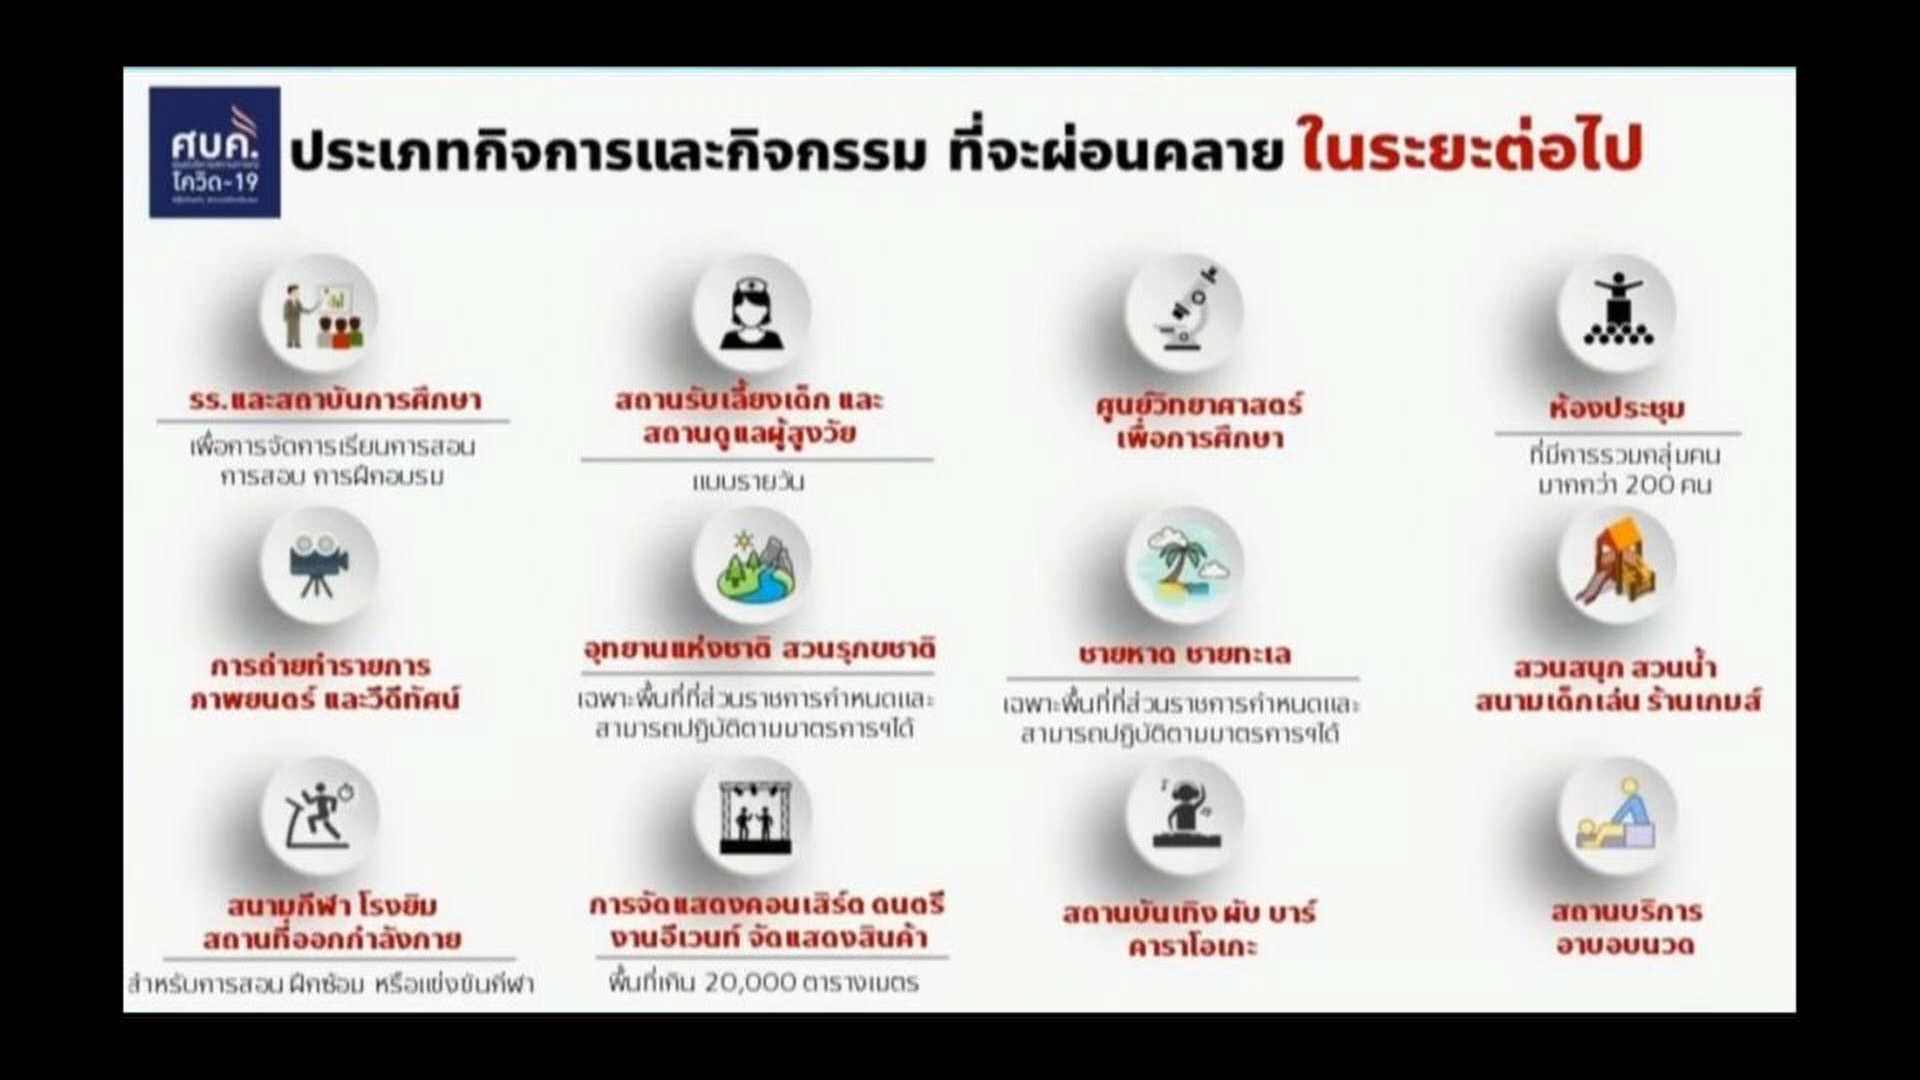 ศบค.
โควิด-19
ประเภทกิจการและกิจกรรม ที่จะผ่อนคลาย ในระยะต่อไป
รร.และสถาบันการศึกษา
เพื่อการจัดการเรียนการสอน
การสอบ การฝึกอบรม
สถานรับเลี้ยงเด็ก และ
สถานดูแลผู้สูงวัย
แบบรายวัน
ศูนย์วิทยาศาสตร์
เพื่อการศึกษา
ห้องประชุม
ที่มีการรวมกลุ่มคน
มากกว่า 200 คน
การถ่ายทำรายการ
ภาพยนตร์ และวีดีทัศน์
อุทยานแห่งชาติ สวนรุกขชาติ
เฉพาะพื้นที่ที่ส่วนราชการกำหนดและ
สามารถปฏิบัติตามมาตรการฯได้
ชายหาด ชายทะเล
เฉพาะพื้นที่ที่ส่วนราชการกำหนดและ
สามารถปฏิบัติตามมาตรการฯได้
สวนสนุก สวนน้ำ
สนามเด็กเล่น ร้านเกมส์
สนามกีฬา โรงยิม
สถานที่ออกกำลังกาย
สำหรับการสอน ฝึกซ้อม หรือแข่งขันกีฬา
การจัดแสดงคอนเสิร์ต ดนตรี
งานอีเวนท์ จัดแสดงสินค้า
พื้นที่เกิน 20,000 ตารางเมตร
สถานบันเทิง ผับ บาร์
คาราโอเกะ
สถานบริการ
อาบอบนวด